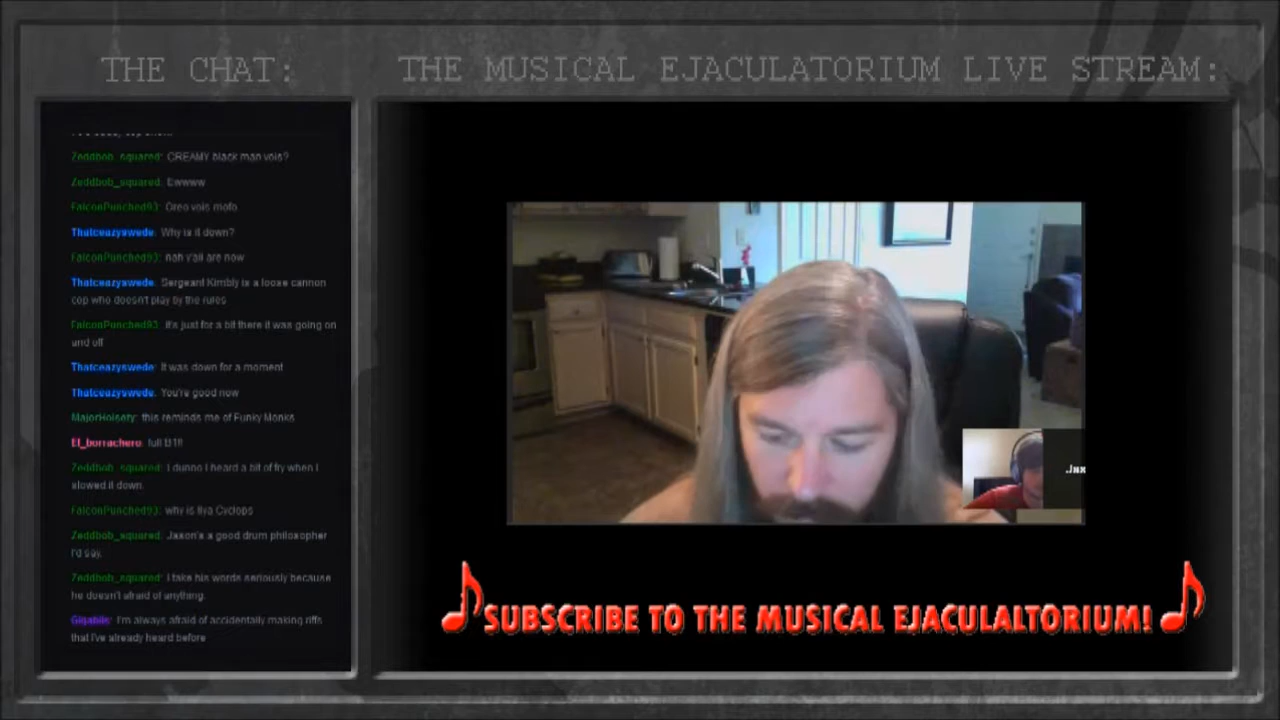 THE CHAT:
THE MUSICAL EJACULATORIUM LIVE STREAM:
Zeddbob_squared: CREAMY black man vois?
Zeddbob_squared: Ewwww
FalconPunched93: Oreo vois mofo
Thatceazyswede: Why is it down?
FalconPunched93: nah y'all are now
Thatceazyswede: Sergeant Kimbly is a loose cannon
cop who doesn't play by the rules
FalconPunched93: It's just for a bit there it was going on
and off
Thatceazyswede: It was down for a moment
Thatceazyswede: You're good now
MajorHoisety: this reminds me of Funky Monks
El_borrachero: full
Zeddbob_squared: I dunno I heard a bit of fry when I
slowed it down.
FalconPunched93: why is Ilya Cyclops
Zeddbob_squared: Jaxon's a good drum philosopher
I'd say.
Zeddbob_squared: I take his words seriously because
he doesn't afraid of anything.
I'm always afraid of accidentally making riffs
that I've already heard before
.Jax
SUBSCRIBE TO THE MUSICAL EJACULALTORIUM!